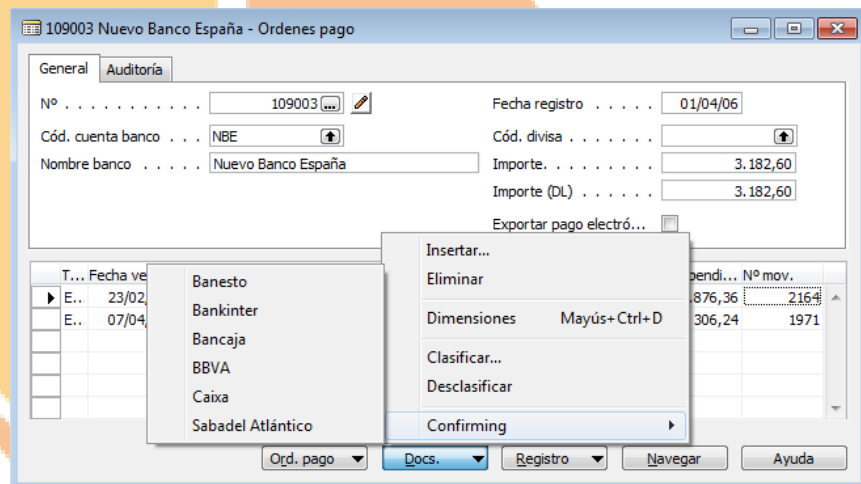 109003 Nuevo Banco España - Ordenes pago
General Auditoría
Nº . . . . . . . . . . . 109003 ... Fecha registro . . . . . 01/04/06
Cód. cuenta banco . . . NBE Cód. divisa . . . . . . .
Nombre banco . . . . . Nuevo Banco España Importe. . . . . . . . . 3.182,60
Importe (DL) . . . . . . 3.182,60
Exportar pago electró...
Insertar...
Eliminar
Dimensiones Mayús+Ctrl+D
Clasificar...
Desclasificar
Confirming
Banesto
Bankinter
Bancaja
BBVA
Caixa
Sabadel Atlántico
T... Fecha ve pendi... Nº mov.
E.. 23/02, .876,36 2164
E.. 07/04, 306,24 1971
Ord. pago Docs. Registro Navegar Ayuda